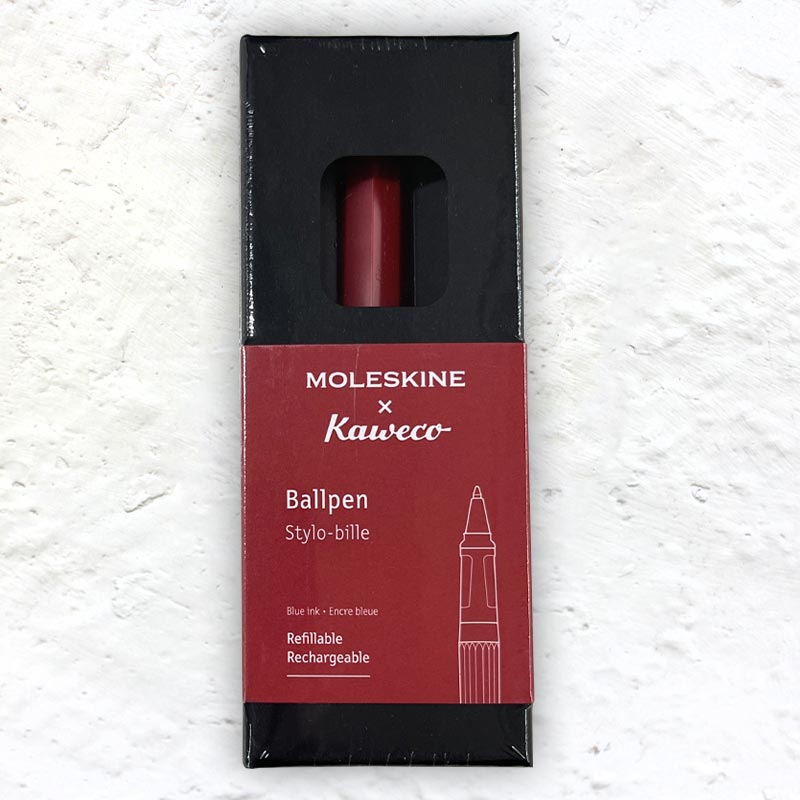 MOLESKINE
×
Kaweco
Ballpen
Stylo-bille
Blue ink • Encre bleue
Refillable
Rechargeable